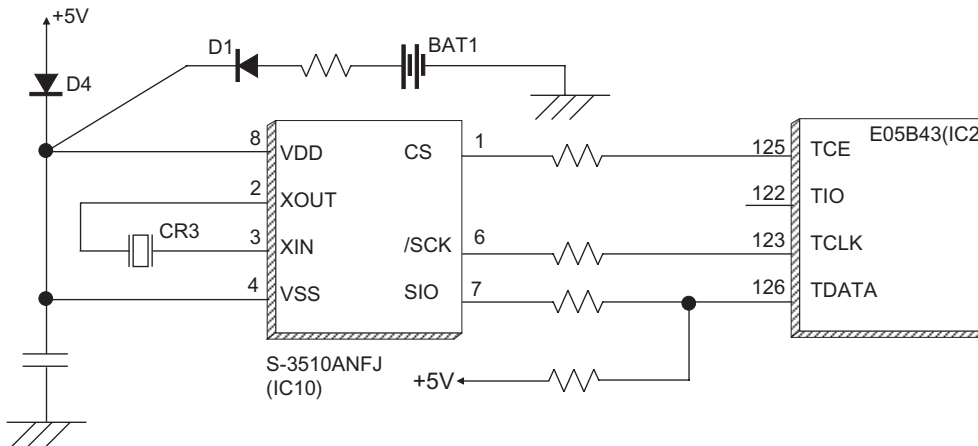 +5V
D1
BAT1
D4
E05B43(IC2
8
VDD
CS
1
125
TCE
2
XOUT
122
TIO
CR3
3
XIN
/SCK
6
123
TCLK
4
VSS
SIO
7
126
TDATA
S-3510ANFJ
(IC10)
+5V